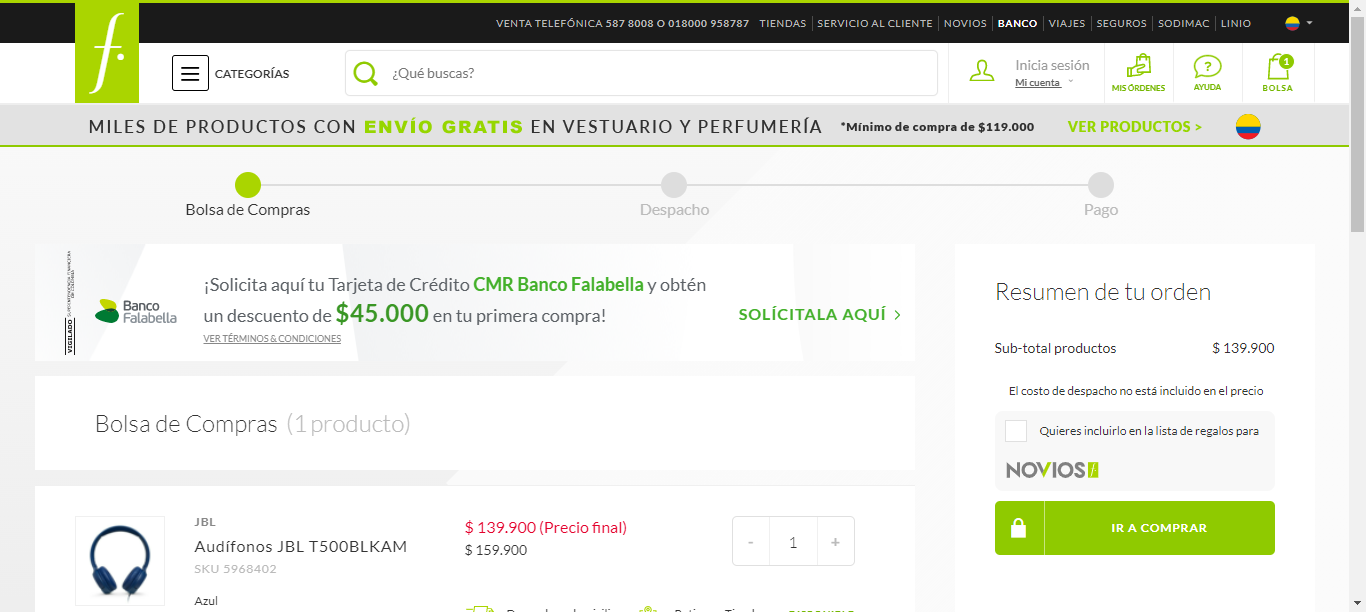 VENTA TELEFÓNICA 587 8008 O 018000 958787 TIENDAS SERVICIO AL CLIENTE NOVIOS BANCO VIAJES SEGUROS SODIMAC LINIO
f.
CATEGORÍAS
¿Qué buscas?
Inicia sesión
Mi cuenta
MIS ÓRDENES
AYUDA
1
BOLSA
MILES DE PRODUCTOS CON ENVÍO GRATIS EN VESTUARIO Y PERFUMERÍA *Mínimo de compra de $119.000 VER PRODUCTOS >
Bolsa de Compras
Despacho
Pago
VIGILADO
Banco
Falabella
¡Solicita aquí tu Tarjeta de Crédito CMR Banco Falabella y obtén
un descuento de $45.000 en tu primera compra!
VER TÉRMINOS & CONDICIONES
SOLÍCITALA AQUÍ >
Bolsa de Compras (1 producto)
JBL
Audífonos JBL T500BLKAM
SKU 5968402
Azul
$ 139.900 (Precio final)
$ 159.900
- 1 +
Resumen de tu orden
Sub-total productos $ 139.900
El costo de despacho no está incluido en el precio
Quieres incluirlo en la lista de regalos para
NOVIOS f
IR A COMPRAR